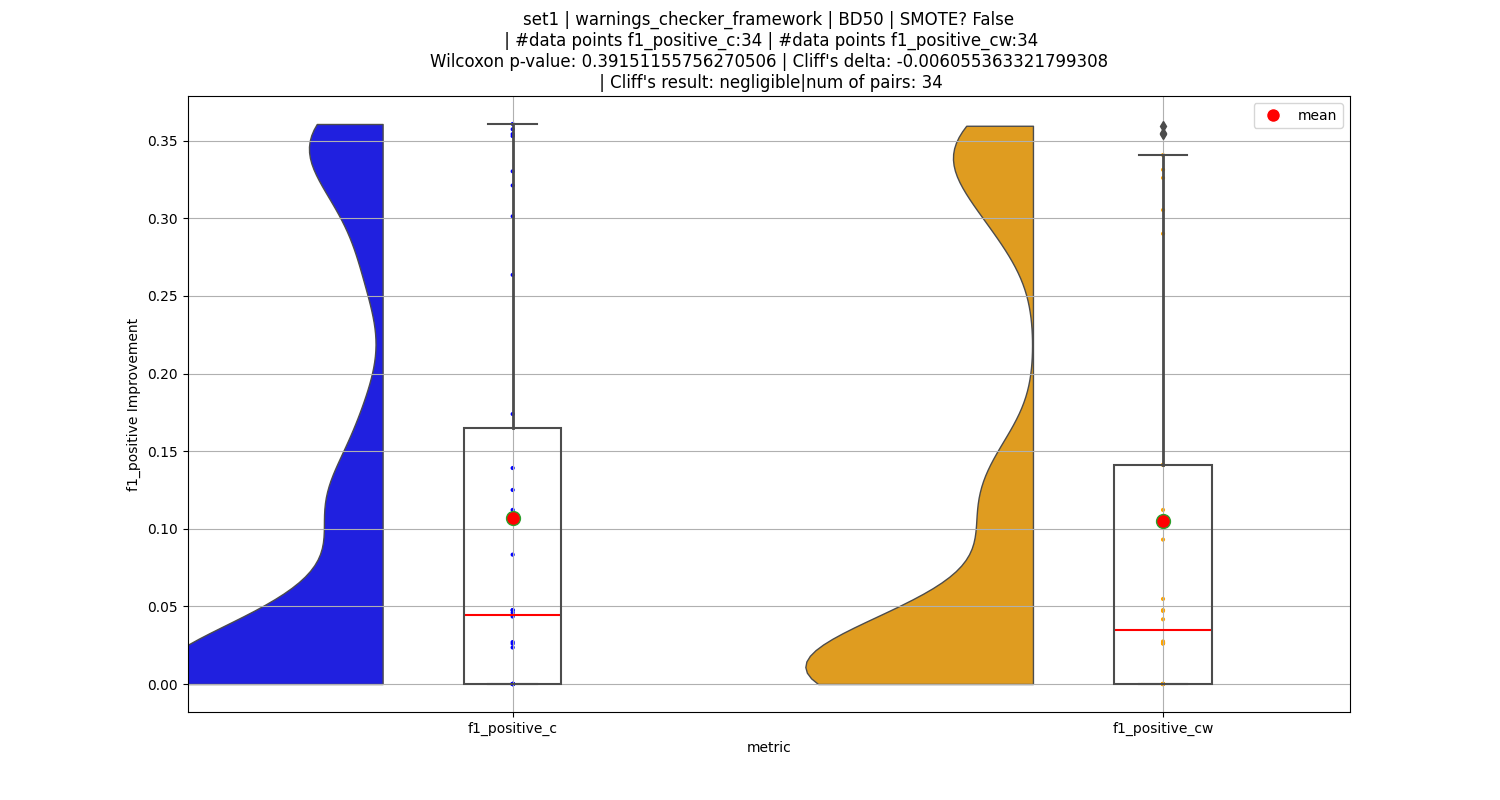 set1 | warnings_checker_framework | BD50 | SMOTE? False
| #data points f1_positive_c:34 | #data points f1_positive_cw:34
Wilcoxon p-value: 0.39151155756270506 | Cliff's delta: -0.006055363321799308
| Cliff's result: negligible|num of pairs: 34
mean
0.35
0.30
0.25
0.20
0.15
0.10
0.05
0.00
f1_positive Improvement
f1_positive_c
f1_positive_cw
metric